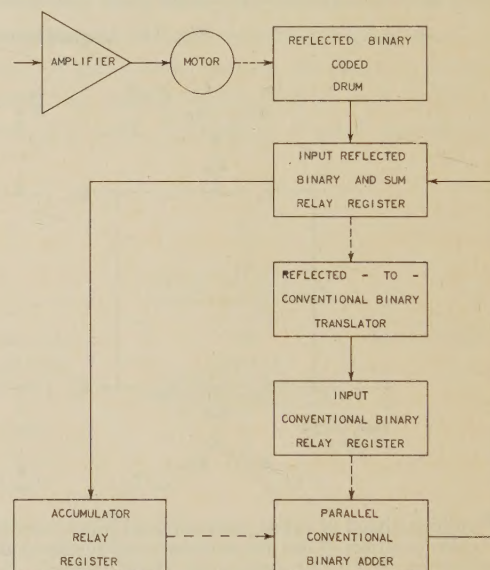 AMPLIFIER
MOTOR
REFLECTED BINARY
CODED
DRUM
INPUT REFLECTED
BINARY AND SUM
RELAY REGISTER
REFLECTED - TO -
CONVENTIONAL BINARY
TRANSLATOR
INPUT
CONVENTIONAL BINARY
RELAY REGISTER
ACCUMULATOR
RELAY
REGISTER
PARALLEL
CONVENTIONAL
BINARY ADDER